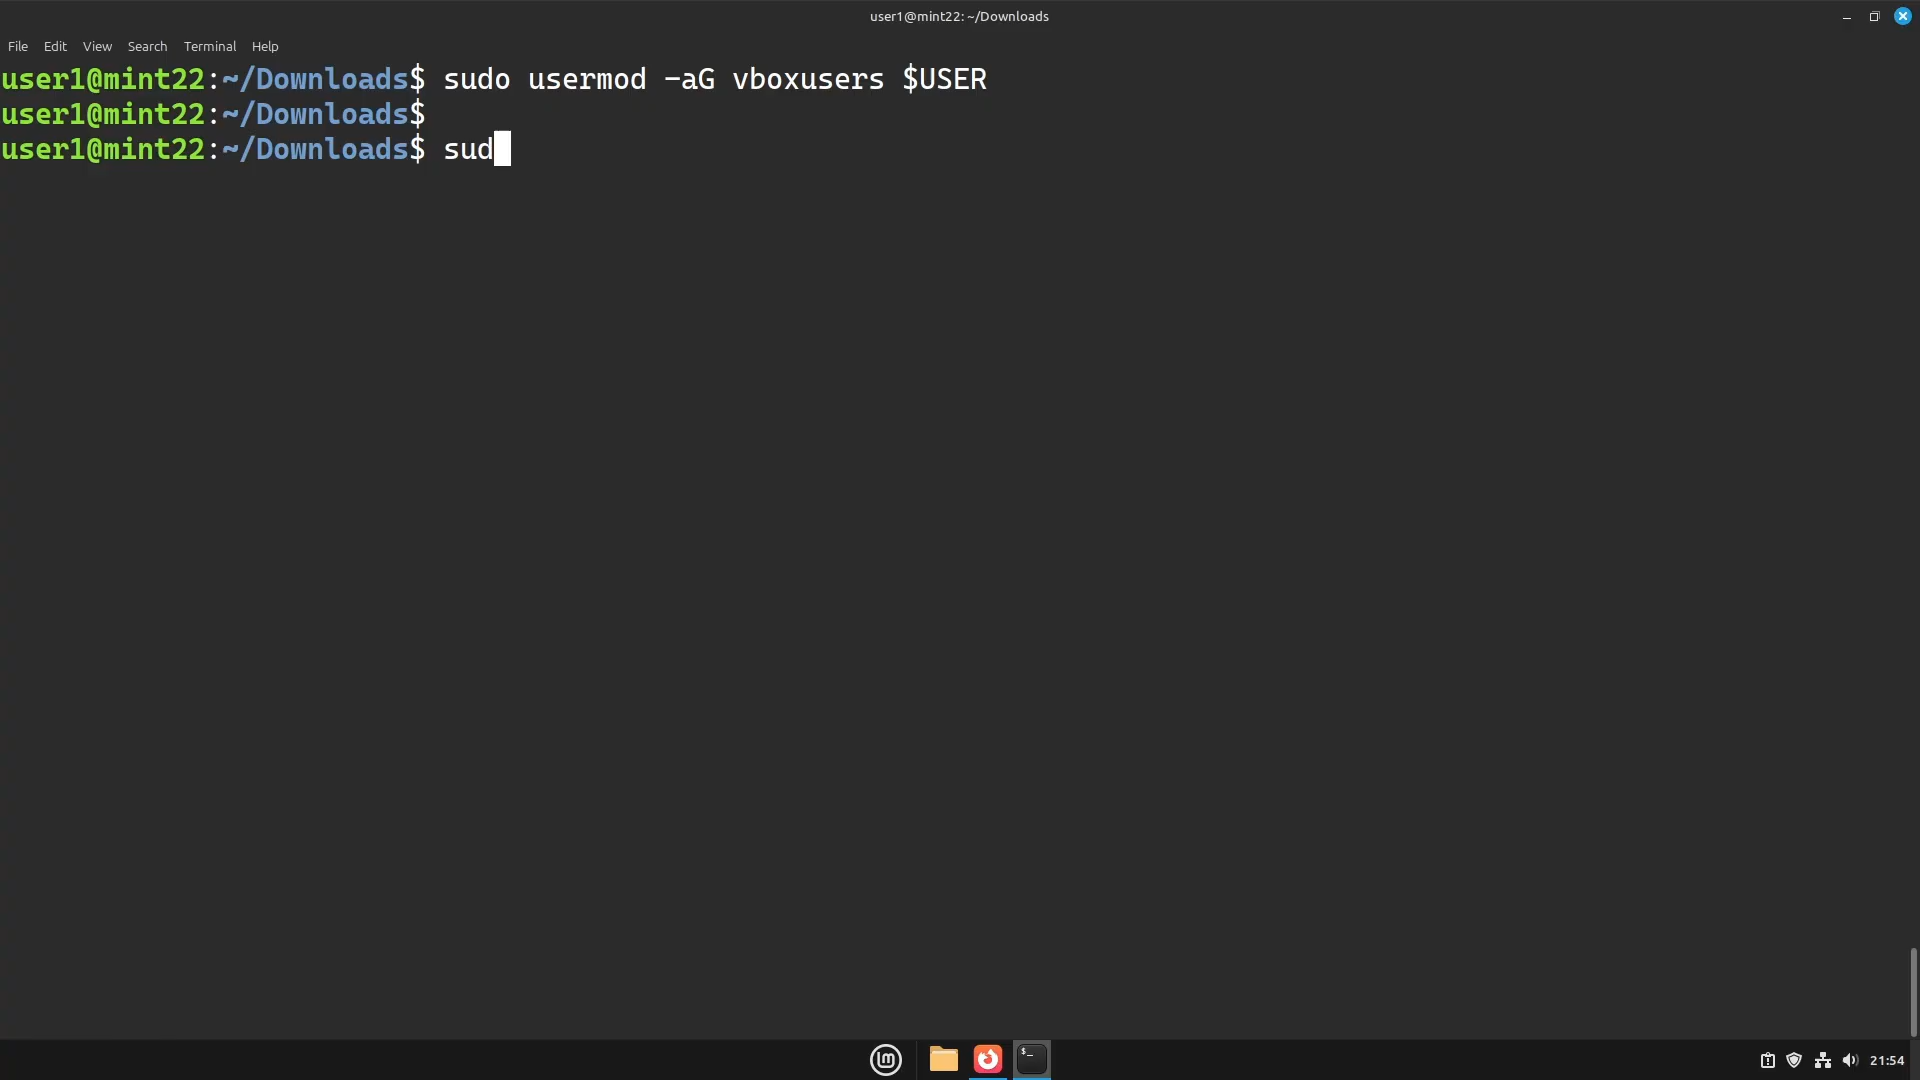 user1@mint22: ~/Downloads
File Edit View Search Terminal Help
user1@mint22:~/Downloads$ sudo usermod -aG vboxusers $USER
user1@mint22:~/Downloads$
user1@mint22:~/Downloads$ sud
$_
21:54